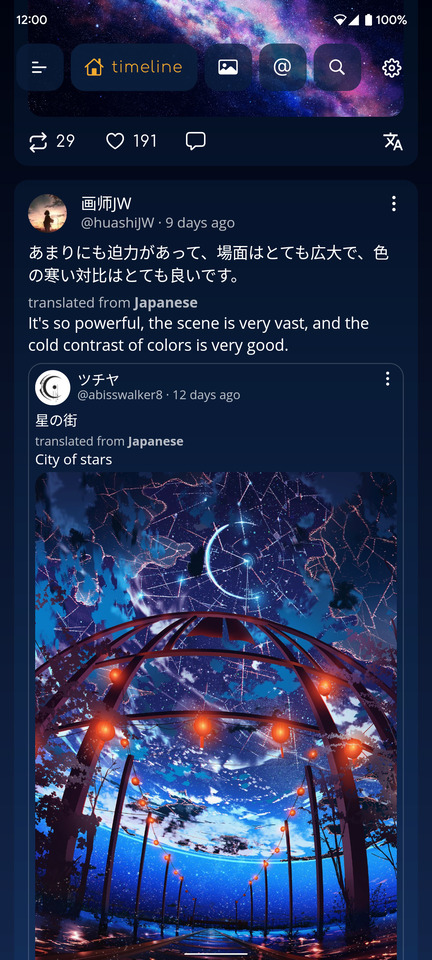 12:00
100%
timeline
29
191
画师JW
@huashiJW · 9 days ago
あまりにも迫力があって、場面はとても広大で、色
の寒い対比はとても良いです。
translated from Japanese
It's so powerful, the scene is very vast, and the
cold contrast of colors is very good.
ツチヤ
@abisswalker8 · 12 days ago
星の街
translated from Japanese
City of stars